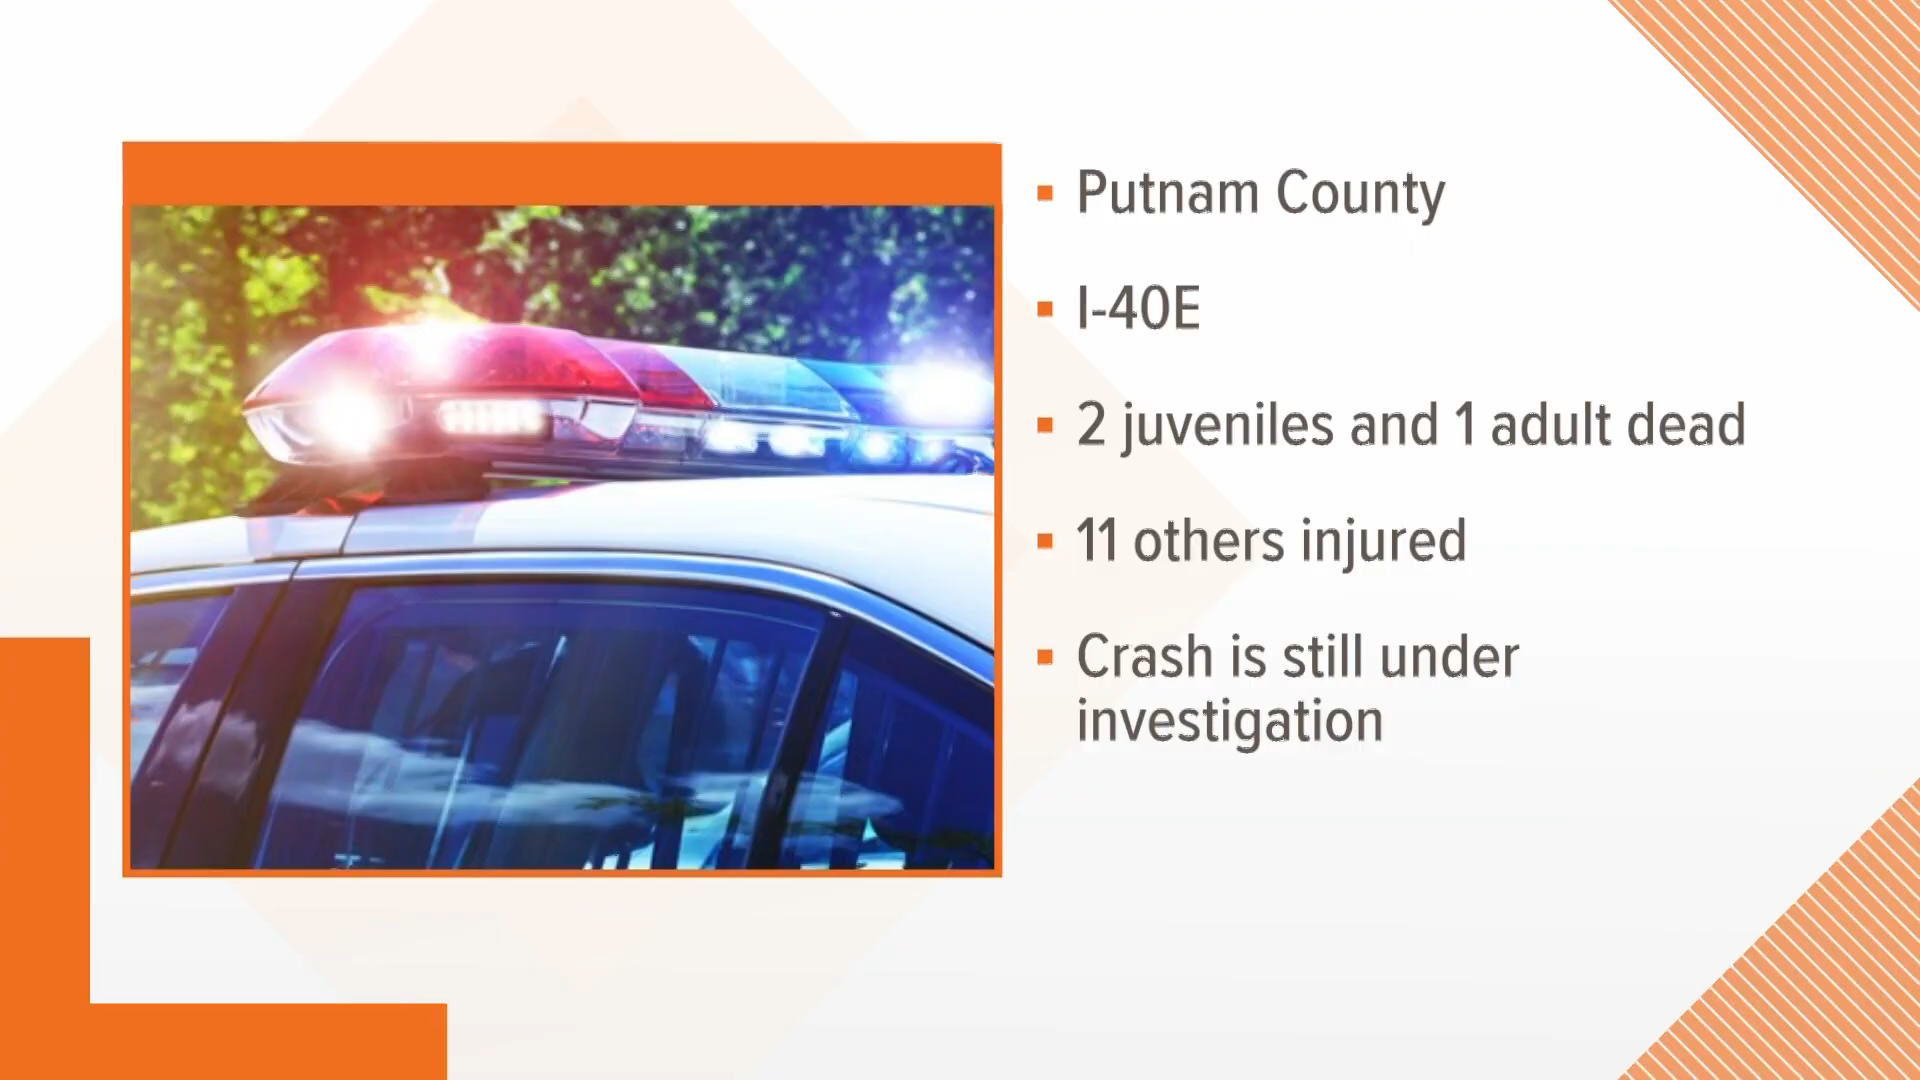 Putnam County
I-40E
2 juveniles and 1 adult dead
11 others injured
Crash is still under
investigation